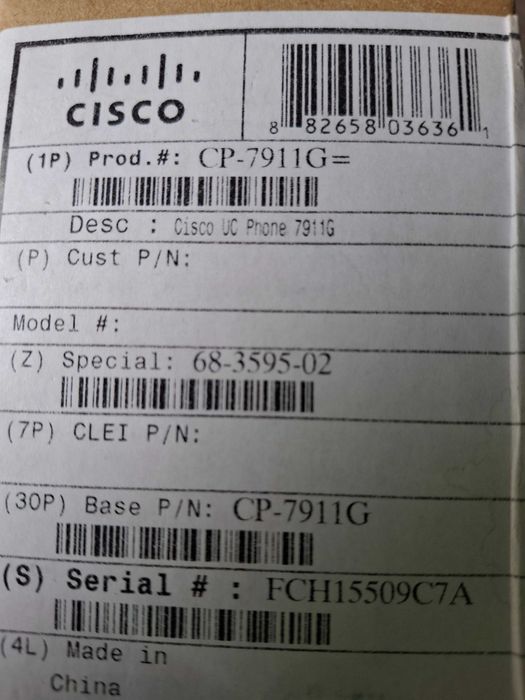 CISCO
8 82658 03636 1
(1P) Prod.#: CP-7911G=
Desc : Cisco UC Phone 7911G
(P) Cust P/N:
Model #:
(Z) Special: 68-3595-02
(7P) CLEI P/N:
(30P) Base P/N: CP-7911G
(S) Serial # : FCH15509C7A
(4L) Made in
China